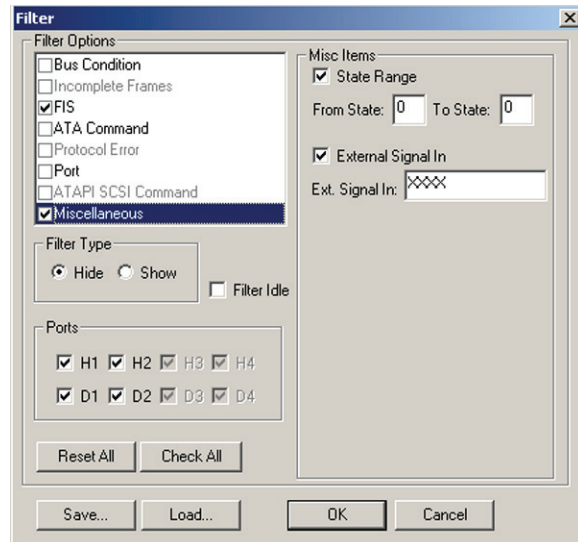 Filter
Filter Options
Bus Condition
Incomplete Frames
FIS
ATA Command
Protocol Error
Port
ATAPI SCSI Command
Miscellaneous
Filter Type
Hide Show
Filter Idle
Ports
H1 H2 H3 H4
D1 D2 D3 D4
Reset All Check All
Misc Items
State Range
From State: 0 To State: 0
External Signal In
Ext. Signal In: XXXX
Save... Load... OK Cancel